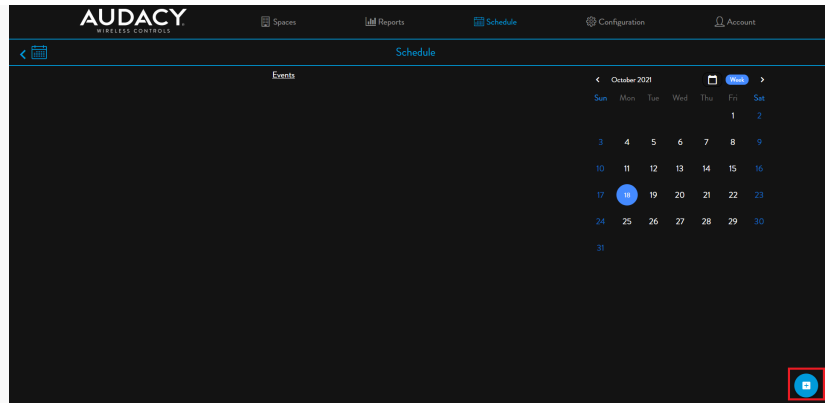 AUDACY
WIRELESS CONTROLS
Spaces
Reports
Schedule
Configuration
Account
Schedule
Events
October 2021
Week
Sun Mon Tue Wed Thu Fri Sat
1 2
3 4 5 6 7 8 9
10 11 12 13 14 15 16
17 18 19 20 21 22 23
24 25 26 27 28 29 30
31